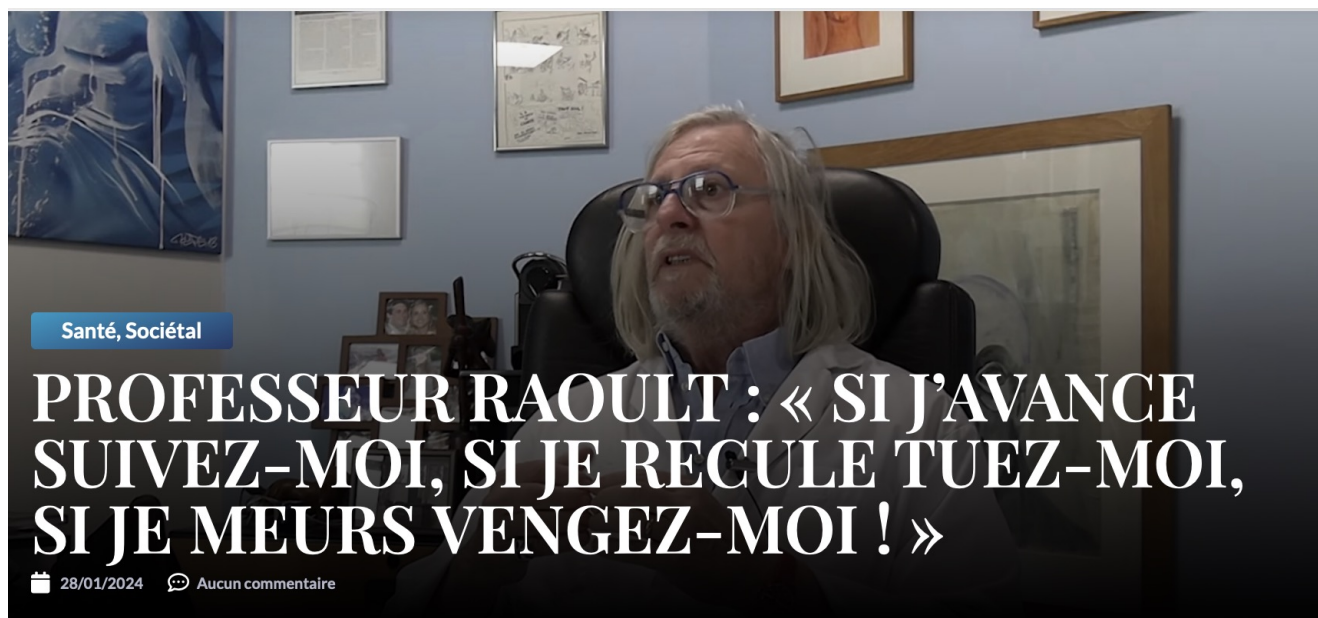 Santé, Sociétal
PROFESSEUR RAOULT : « SI J’AVANCE
SUIVEZ-MOI, SI JE RECULE TUEZ-MOI,
SI JE MEURS VENGEZ-MOI ! »
28/01/2024 Aucun commentaire